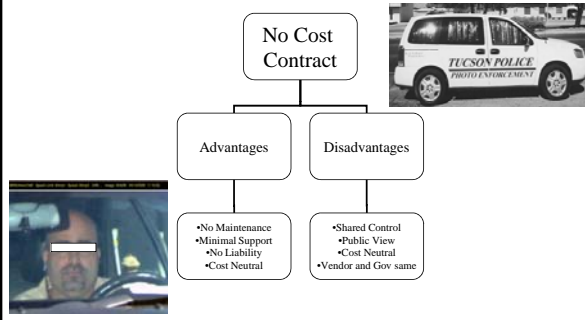 No Cost
Contract
TUCSON POLICE
PHOTO ENFORCEMENT
Advantages
Disadvantages
•No Maintenance
•Minimal Support
•No Liability
•Cost Neutral
•Shared Control
•Public View
•Cost Neutral
•Vendor and Gov same